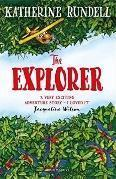 KATHERINE RUNDELL
The
EXPLORER
'A VERY EXCITING
ADVENTURE STORY – I LOVED IT'
Jacqueline Wilson